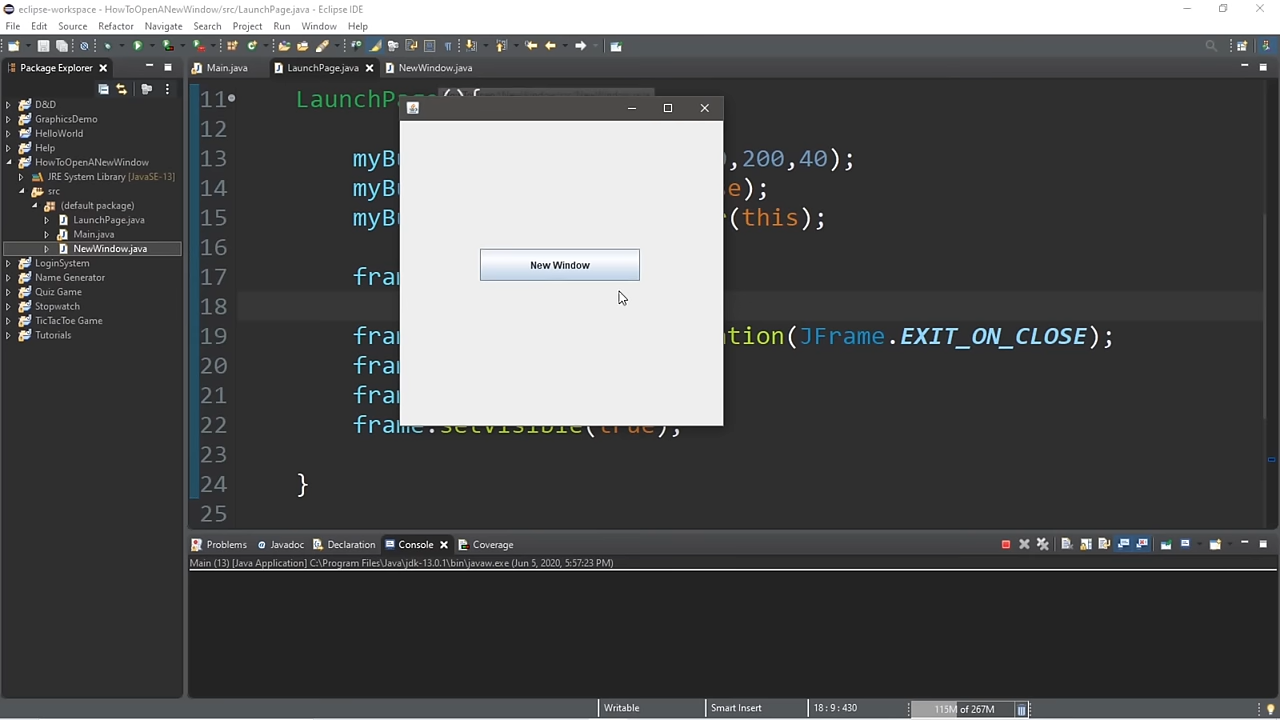 eclipse-workspace - HowToOpenANewWindow/src/LaunchPage.java - Eclipse IDE
File Edit Source Refactor Navigate Search Project Run Window Help
Package Explorer
Main.java LaunchPage.java NewWindow.java
D&D
GraphicsDemo
HelloWorld
Help
HowToOpenANewWindow
JRE System Library [JavaSE-13]
src
(default package)
LaunchPage.java
Main.java
NewWindow.java
LoginSystem
Name Generator
Quiz Game
Stopwatch
TicTacToe Game
Tutorials
11 LaunchPage(){
12
13 myBu ,200,40);
14 myBu e);
15 myBu (this);
16
17 fram
18
19 fram ation(JFrame.EXIT_ON_CLOSE);
20 fram
21 fram
22 frame.setVisible(true);
23
24 }
25
New Window
Problems Javadoc Declaration Console Coverage
Main (13) [Java Application] C:\Program Files\Java\jdk-13.0.1\bin\javaw.exe (Jun 5, 2020, 5:57:23 PM)
Writable Smart Insert 18 : 9 : 430 115M of 267M